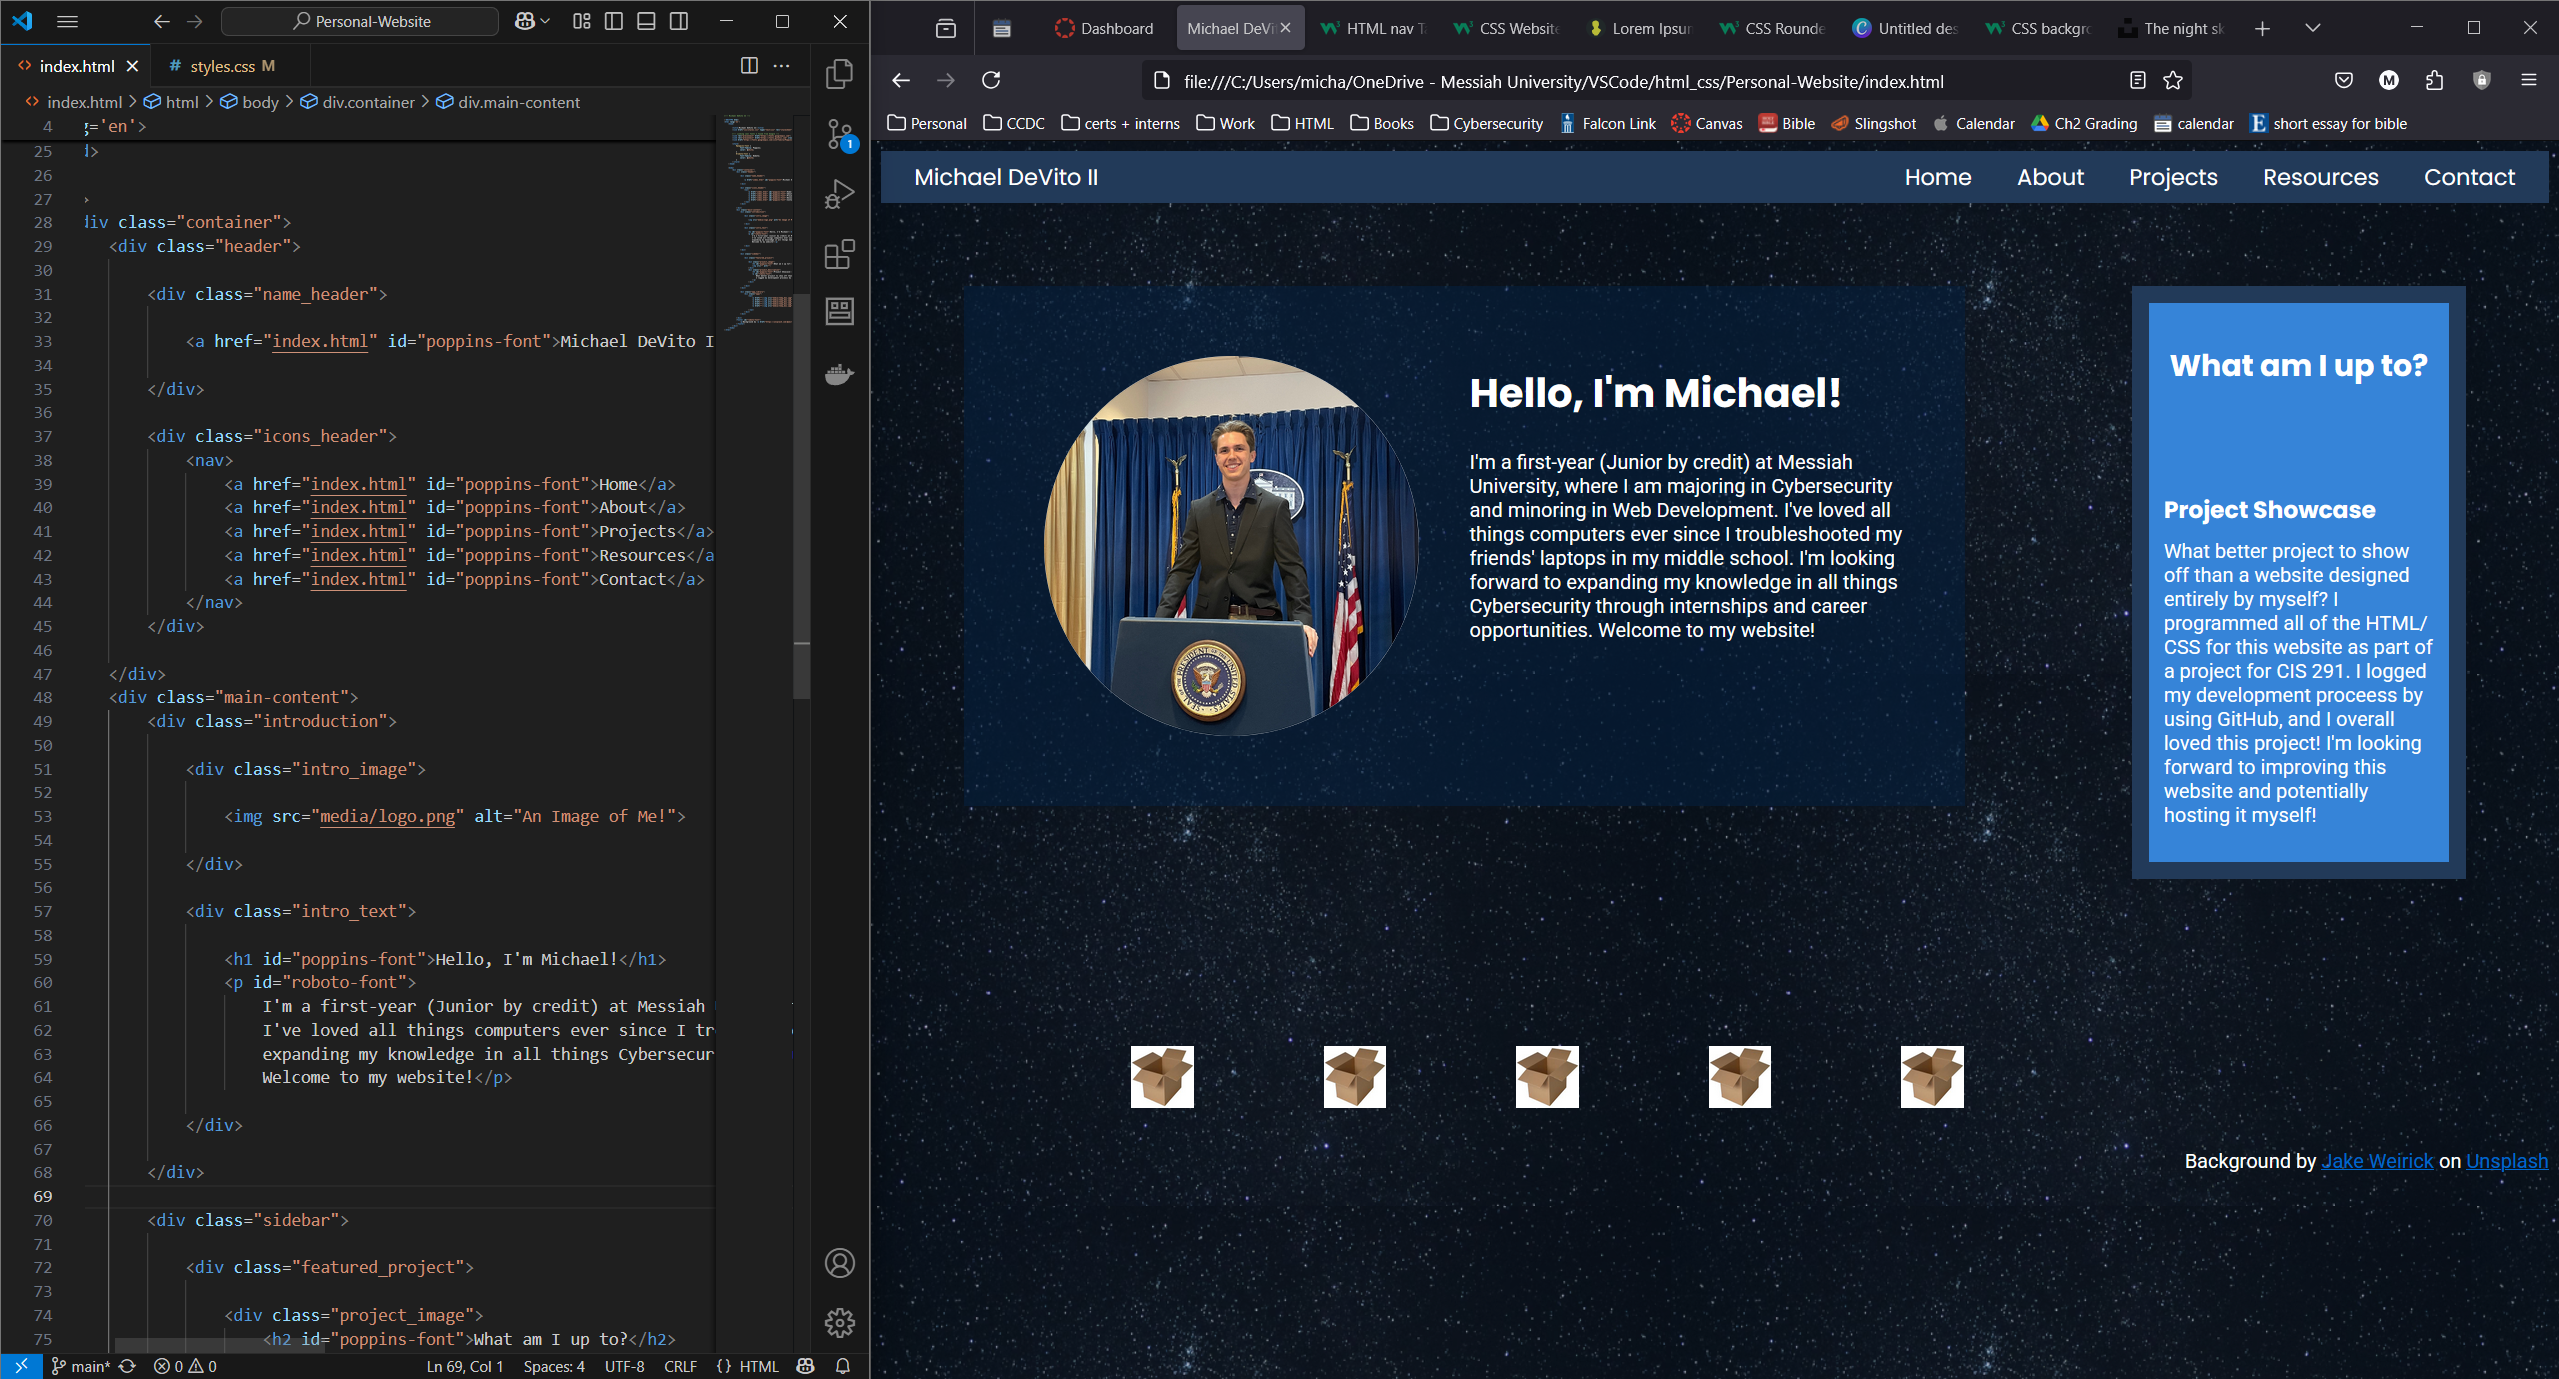 Personal-Website
index.html
# styles.css M
index.html > html > body > div.container > div.main-content
4 ='en'>
25 >
26
27 >
28 div class="container">
29 <div class="header">
30
31 <div class="name_header">
32
33 <a href="index.html" id="poppins-font">Michael DeVito I
34
35 </div>
36
37 <div class="icons_header">
38 <nav>
39 <a href="index.html" id="poppins-font">Home</a>
40 <a href="index.html" id="poppins-font">About</a>
41 <a href="index.html" id="poppins-font">Projects</a>
42 <a href="index.html" id="poppins-font">Resources</a
43 <a href="index.html" id="poppins-font">Contact</a>
44 </nav>
45 </div>
46
47 </div>
48 <div class="main-content">
49 <div class="introduction">
50
51 <div class="intro_image">
52
53 <img src="media/logo.png" alt="An Image of Me!">
54
55 </div>
56
57 <div class="intro_text">
58
59 <h1 id="poppins-font">Hello, I'm Michael!</h1>
60 <p id="roboto-font">
61 I'm a first-year (Junior by credit) at Messiah
62 I've loved all things computers ever since I tr
63 expanding my knowledge in all things Cybersecur
64 Welcome to my website!</p>
65
66 </div>
67
68 </div>
69
70 <div class="sidebar">
71
72 <div class="featured_project">
73
74 <div class="project_image">
75 <h2 id="poppins-font">What am I up to?</h2>
1
main* 0 0 Ln 69, Col 1 Spaces: 4 UTF-8 CRLF {} HTML
Dashboard
Michael DeVi
HTML nav T
CSS Website
Lorem Ipsu
CSS Rounde
Untitled des
CSS backgr
The night sk
file:///C:/Users/micha/OneDrive - Messiah University/VSCode/html_css/Personal-Website/index.html
M
Personal CCDC certs + interns Work HTML Books Cybersecurity Falcon Link Canvas Bible Slingshot Calendar Ch2 Grading calendar short essay for bible
Michael DeVito II
Home About Projects Resources Contact
Hello, I'm Michael!
I'm a first-year (Junior by credit) at Messiah
University, where I am majoring in Cybersecurity
and minoring in Web Development. I've loved all
things computers ever since I troubleshooted my
friends' laptops in my middle school. I'm looking
forward to expanding my knowledge in all things
Cybersecurity through internships and career
opportunities. Welcome to my website!
What am I up to?
Project Showcase
What better project to show
off than a website designed
entirely by myself? I
programmed all of the HTML/
CSS for this website as part of
a project for CIS 291. I logged
my development proceess by
using GitHub, and I overall
loved this project! I'm looking
forward to improving this
website and potentially
hosting it myself!
Background by Jake Weirick on Unsplash